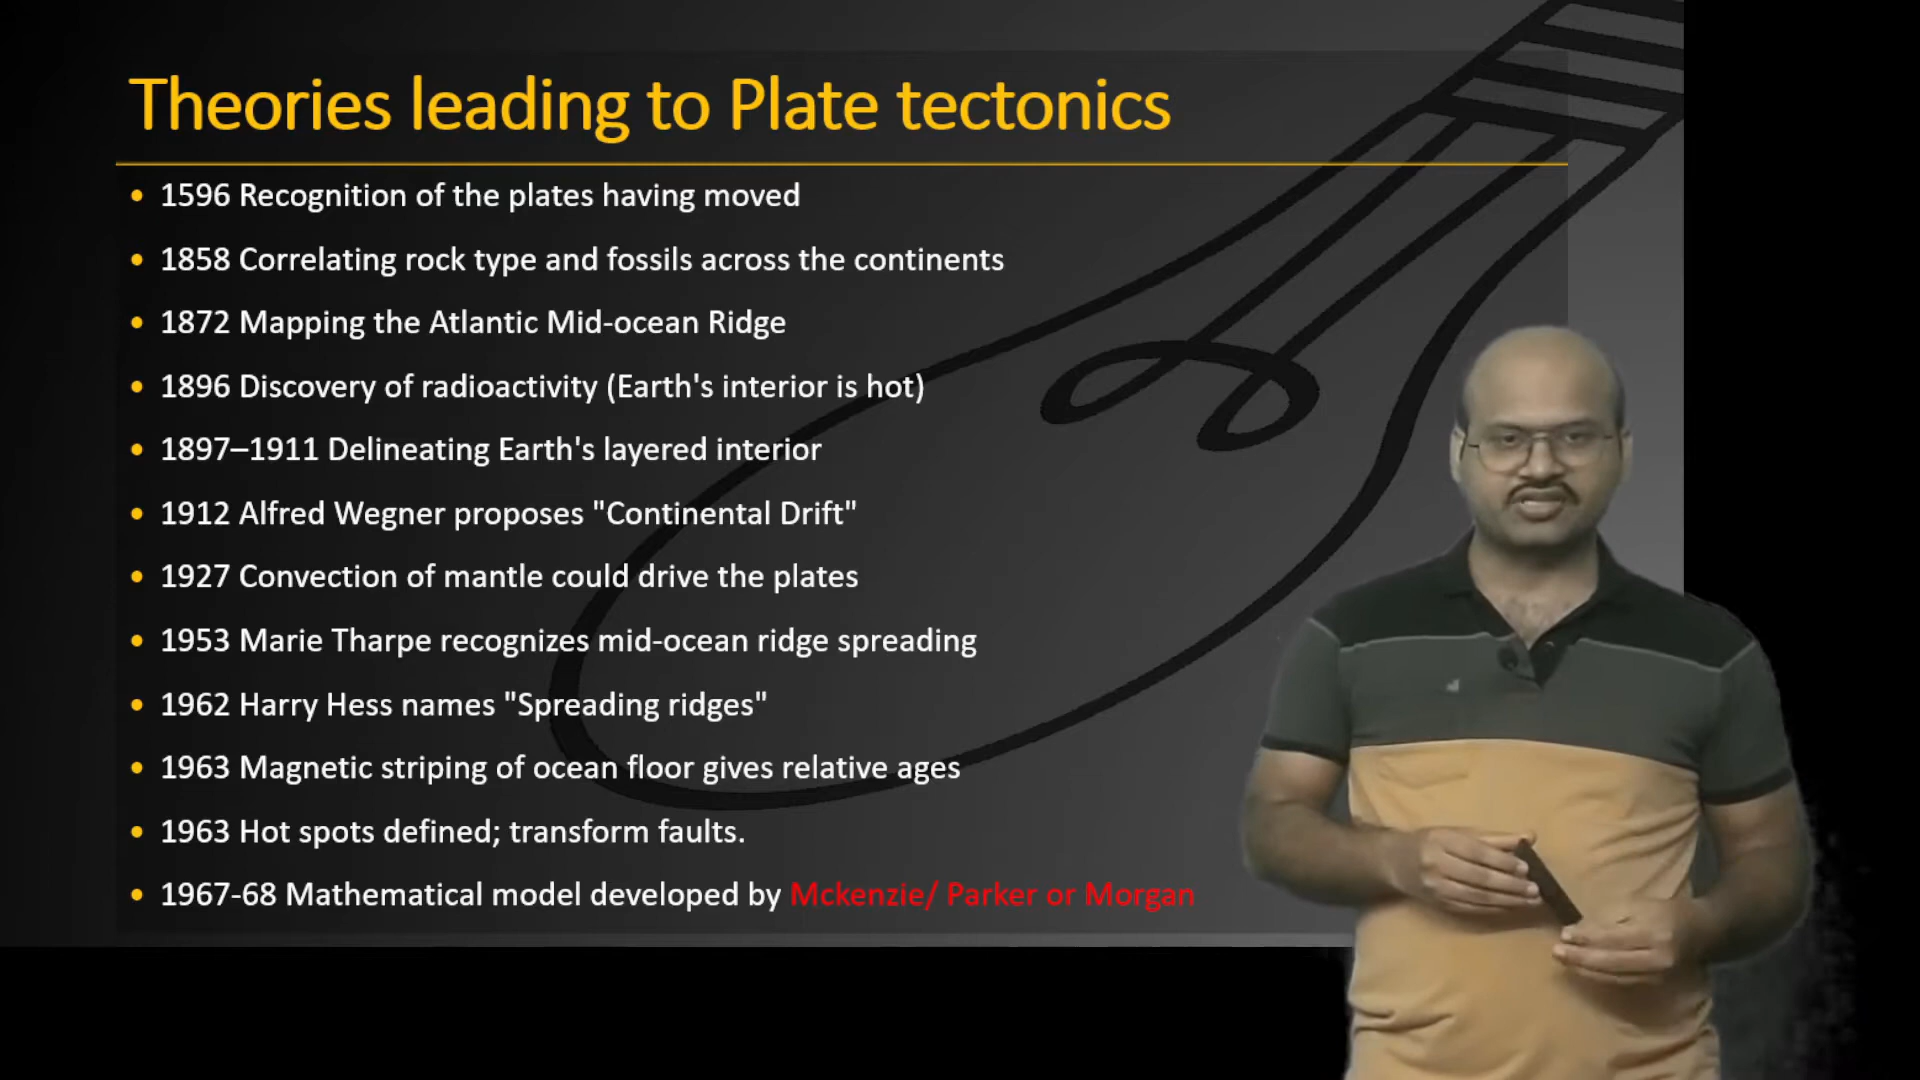 Theories leading to Plate tectonics
• 1596 Recognition of the plates having moved
• 1858 Correlating rock type and fossils across the continents
• 1872 Mapping the Atlantic Mid-ocean Ridge
• 1896 Discovery of radioactivity (Earth's interior is hot)
• 1897–1911 Delineating Earth's layered interior
• 1912 Alfred Wegner proposes "Continental Drift"
• 1927 Convection of mantle could drive the plates
• 1953 Marie Tharpe recognizes mid-ocean ridge spreading
• 1962 Harry Hess names "Spreading ridges"
• 1963 Magnetic striping of ocean floor gives relative ages
• 1963 Hot spots defined; transform faults.
• 1967-68 Mathematical model developed by Mckenzie/ Parker or Morgan